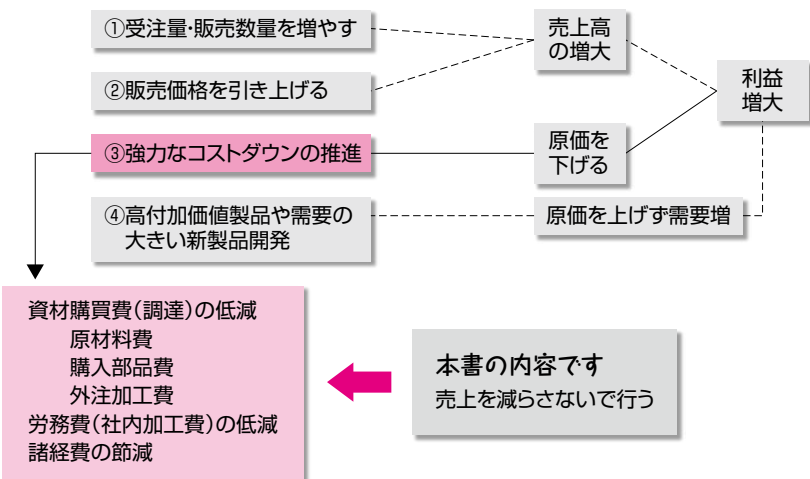 ①受注量・販売数量を増やす
売上高
の増大
②販売価格を引き上げる
利益
増大
③強力なコストダウンの推進
原価を
下げる
④高付加価値製品や需要の
大きい新製品開発
原価を上げず需要増
資材購買費(調達)の低減
原材料費
購入部品費
外注加工費
労務費(社内加工費)の低減
諸経費の節減
本書の内容です
売上を減らさないで行う